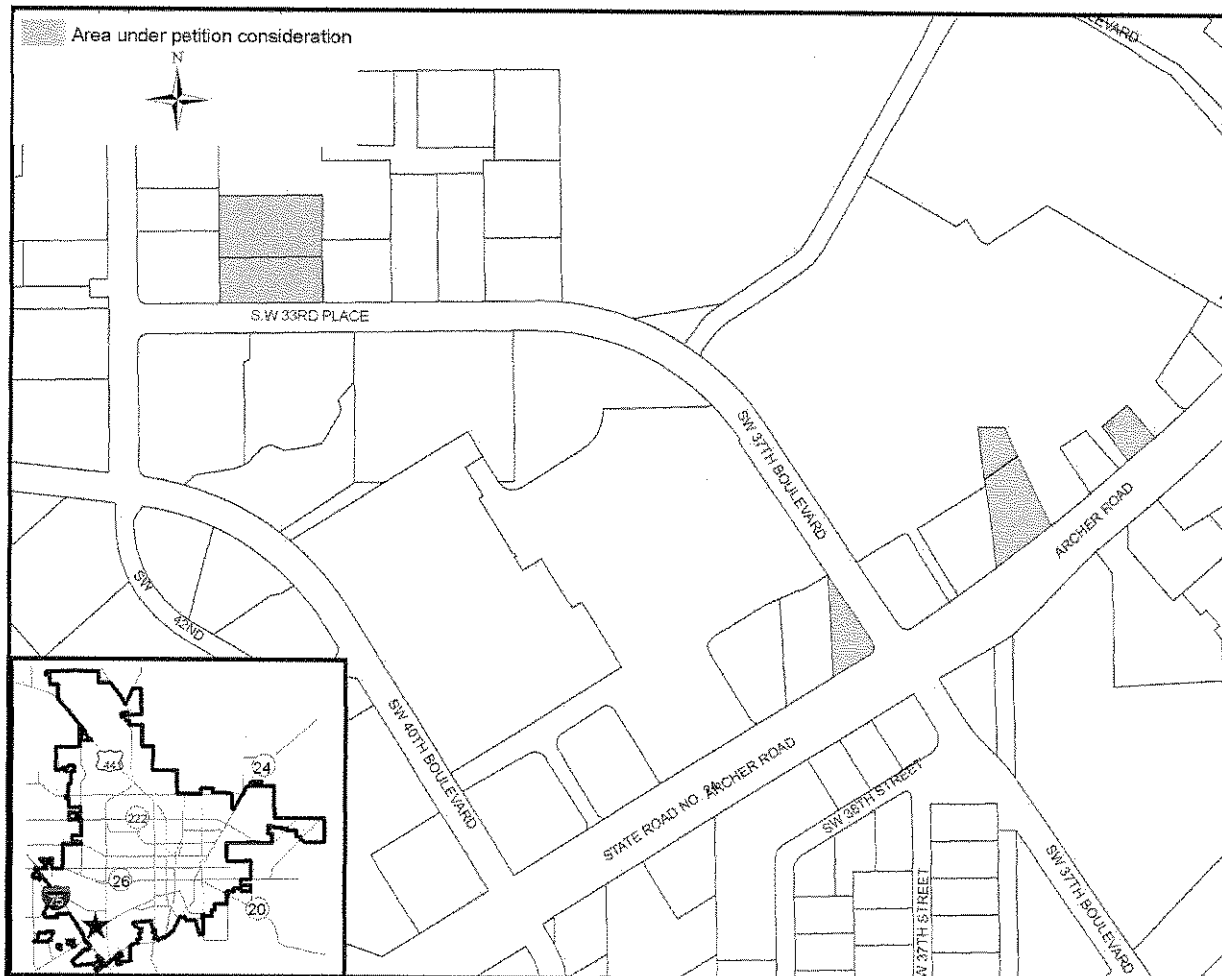 Area under petition consideration
N
S.W 33RD PLACE
SW 37TH BOULEVARD
ARCHER ROAD
SW
42ND
SW 40TH BOULEVARD
STATE ROAD NO. 24
ARCHER ROAD
SW 38TH STREET
SW 37TH STREET
SW 37TH BOULEVARD
441
24
222
26
20